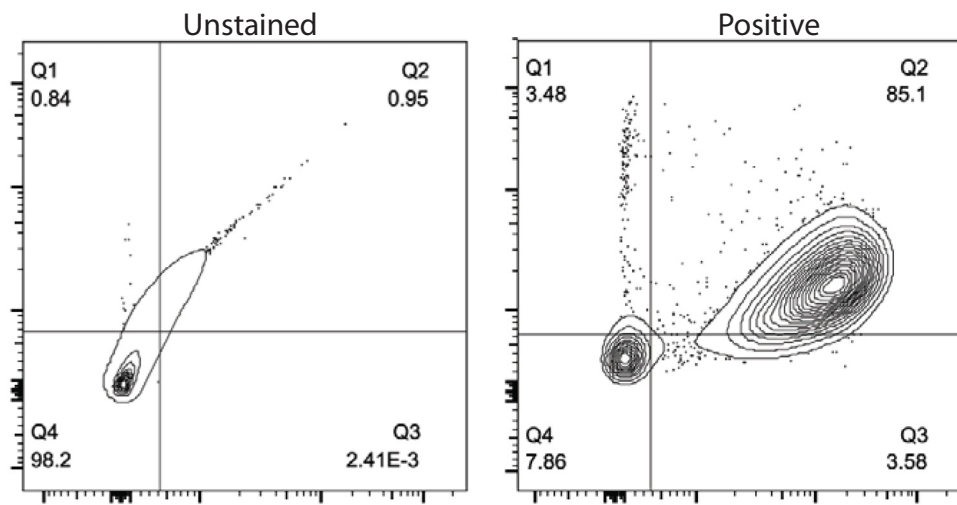 Unstained
Q1
0.84
Q2
0.95
Q4
98.2
Q3
2.41E-3
Positive
Q1
3.48
Q2
85.1
Q4
7.86
Q3
3.58